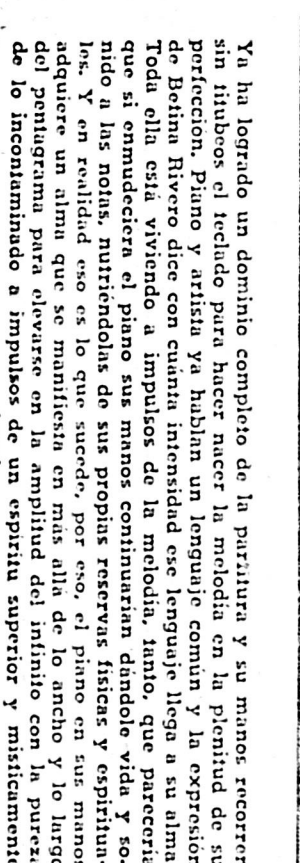 Ya ha logrado un dominio completo de la partitura y su manos recorren
sin titubeos el teclado para hacer nacer la melodía en la plenitud de su
perfección. Piano y artista ya hablan un lenguaje común y la expresión
de Betina Rivero dice con cuánta intensidad ese lenguaje llega a su alma.
Toda ella está viviendo a impulsos de la melodía, tanto, que parecería
que si enmudeciera el piano sus manos continuarían dándole vida y so-
nido a las notas, nutriéndolas de sus propias reservas físicas y espiritua-
les. Y en realidad eso es lo que sucede, por eso, el piano en sus manos
adquiere un alma que se manifiesta en más allá de lo ancho y lo largo
del pentagrama para elevarse en la amplitud del infinito con la pureza
de lo incontaminado a impulsos de un espíritu superior y místicamente